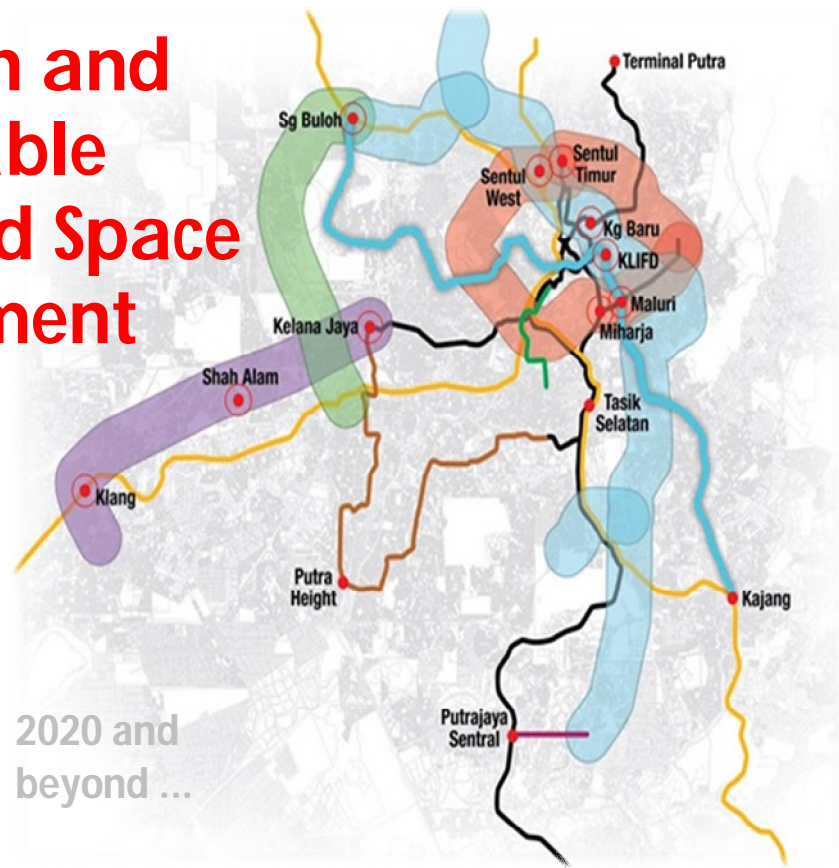 n and
able
d Space
ment
Terminal Putra
Sg Buloh
Sentul
Timur
Sentul
West
Kg Baru
KLIFD
Maluri
Miharja
Kelana Jaya
Shah Alam
Tasik
Selatan
Klang
Putra
Height
Kajang
Putrajaya
Sentral
2020 and
beyond ...